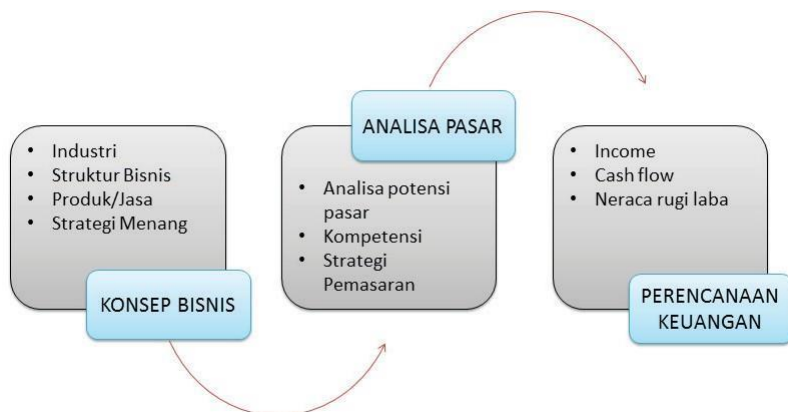 Industri
Struktur Bisnis
Produk/Jasa
Strategi Menang
KONSEP BISNIS
ANALISA PASAR
Analisa potensi
pasar
Kompetensi
Strategi
Pemasaran
Income
Cash flow
Neraca rugi laba
PERENCANAAN
KEUANGAN